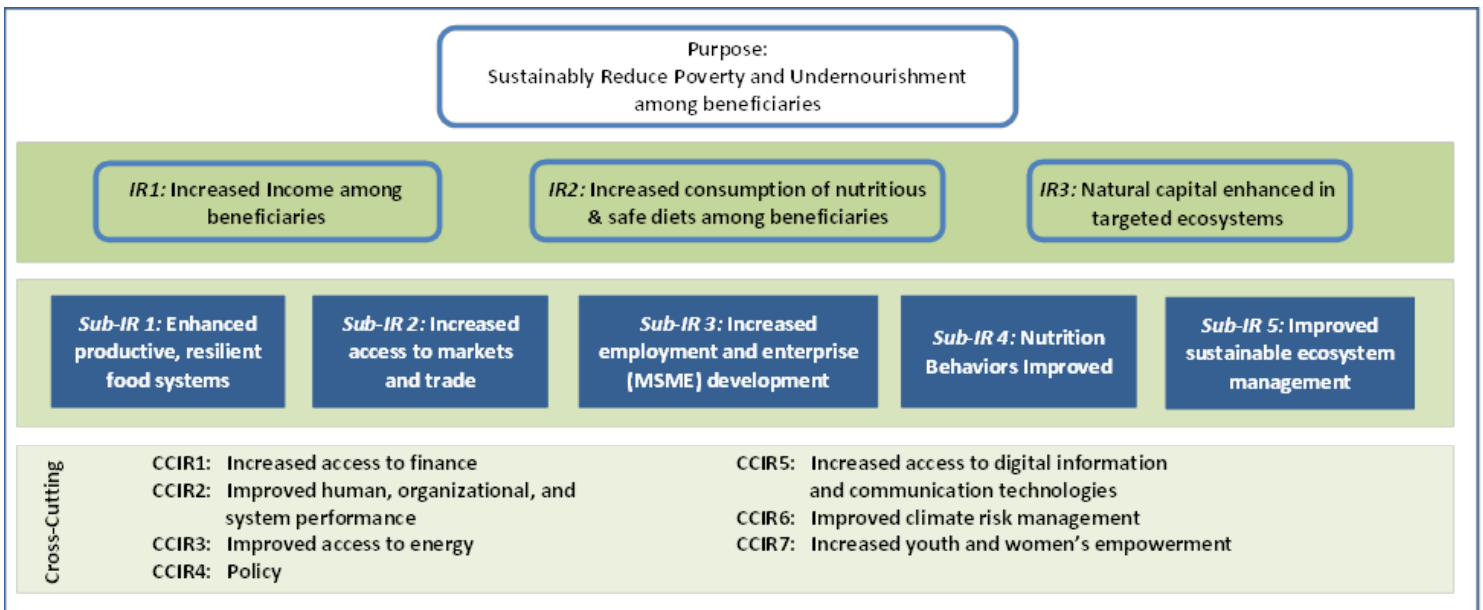 Purpose:
Sustainably Reduce Poverty and Undernourishment
among beneficiaries
IR1: Increased Income among
beneficiaries
IR2: Increased consumption of nutritious
& safe diets among beneficiaries
IR3: Natural capital enhanced in
targeted ecosystems
Sub-IR 1: Enhanced
productive, resilient
food systems
Sub-IR 2: Increased
access to markets
and trade
Sub-IR 3: Increased
employment and enterprise
(MSME) development
Sub-IR 4: Nutrition
Behaviors Improved
Sub-IR 5: Improved
sustainable ecosystem
management
Cross-Cutting
CCIR1: Increased access to finance
CCIR2: Improved human, organizational, and
system performance
CCIR3: Improved access to energy
CCIR4: Policy
CCIR5: Increased access to digital information
and communication technologies
CCIR6: Improved climate risk management
CCIR7: Increased youth and women's empowerment